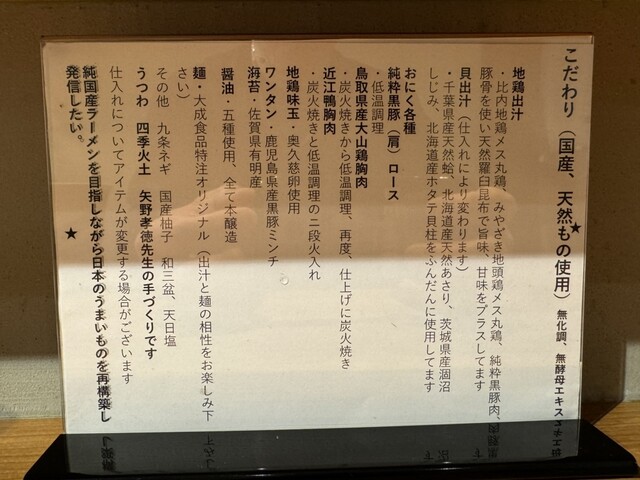 こだわり（国産、天然もの使用）無化調、無酵母エキス
地鶏出汁
・比内地鶏メス丸鶏、みやざき地頭鶏メス丸鶏、純粋黒豚肉、
豚骨を使い天然羅臼昆布で旨味、甘味をプラスしてます
貝出汁（仕入れにより変わります）
・千葉県産天然蛤、北海道産天然あさり、茨城県産涸沼
しじみ、北海道産ホタテ貝柱をふんだんに使用してます
おにく各種
純粋黒豚（肩）ロース
・低温調理
鳥取県産大山鶏胸肉
・炭火焼きから低温調理、再度、仕上げに炭火焼き
近江鴨胸肉
・炭火焼きと低温調理の二段火入れ
地鶏味玉・奥久慈卵使用
ワンタン・鹿児島県産黒豚ミンチ
海苔・佐賀県有明産
醤油・五種使用、全て本醸造
麺・大成食品特注オリジナル（出汁と麺の相性をお楽しみ下
さい）
その他　九条ネギ　国産柚子　和三盆、天日塩
うつわ　四季火土　矢野孝徳先生の手づくりです
仕入れについてアイテムが変更する場合がございます
★　★
純国産ラーメンを目指しながら日本のうまいものを再構築し
発信したい。